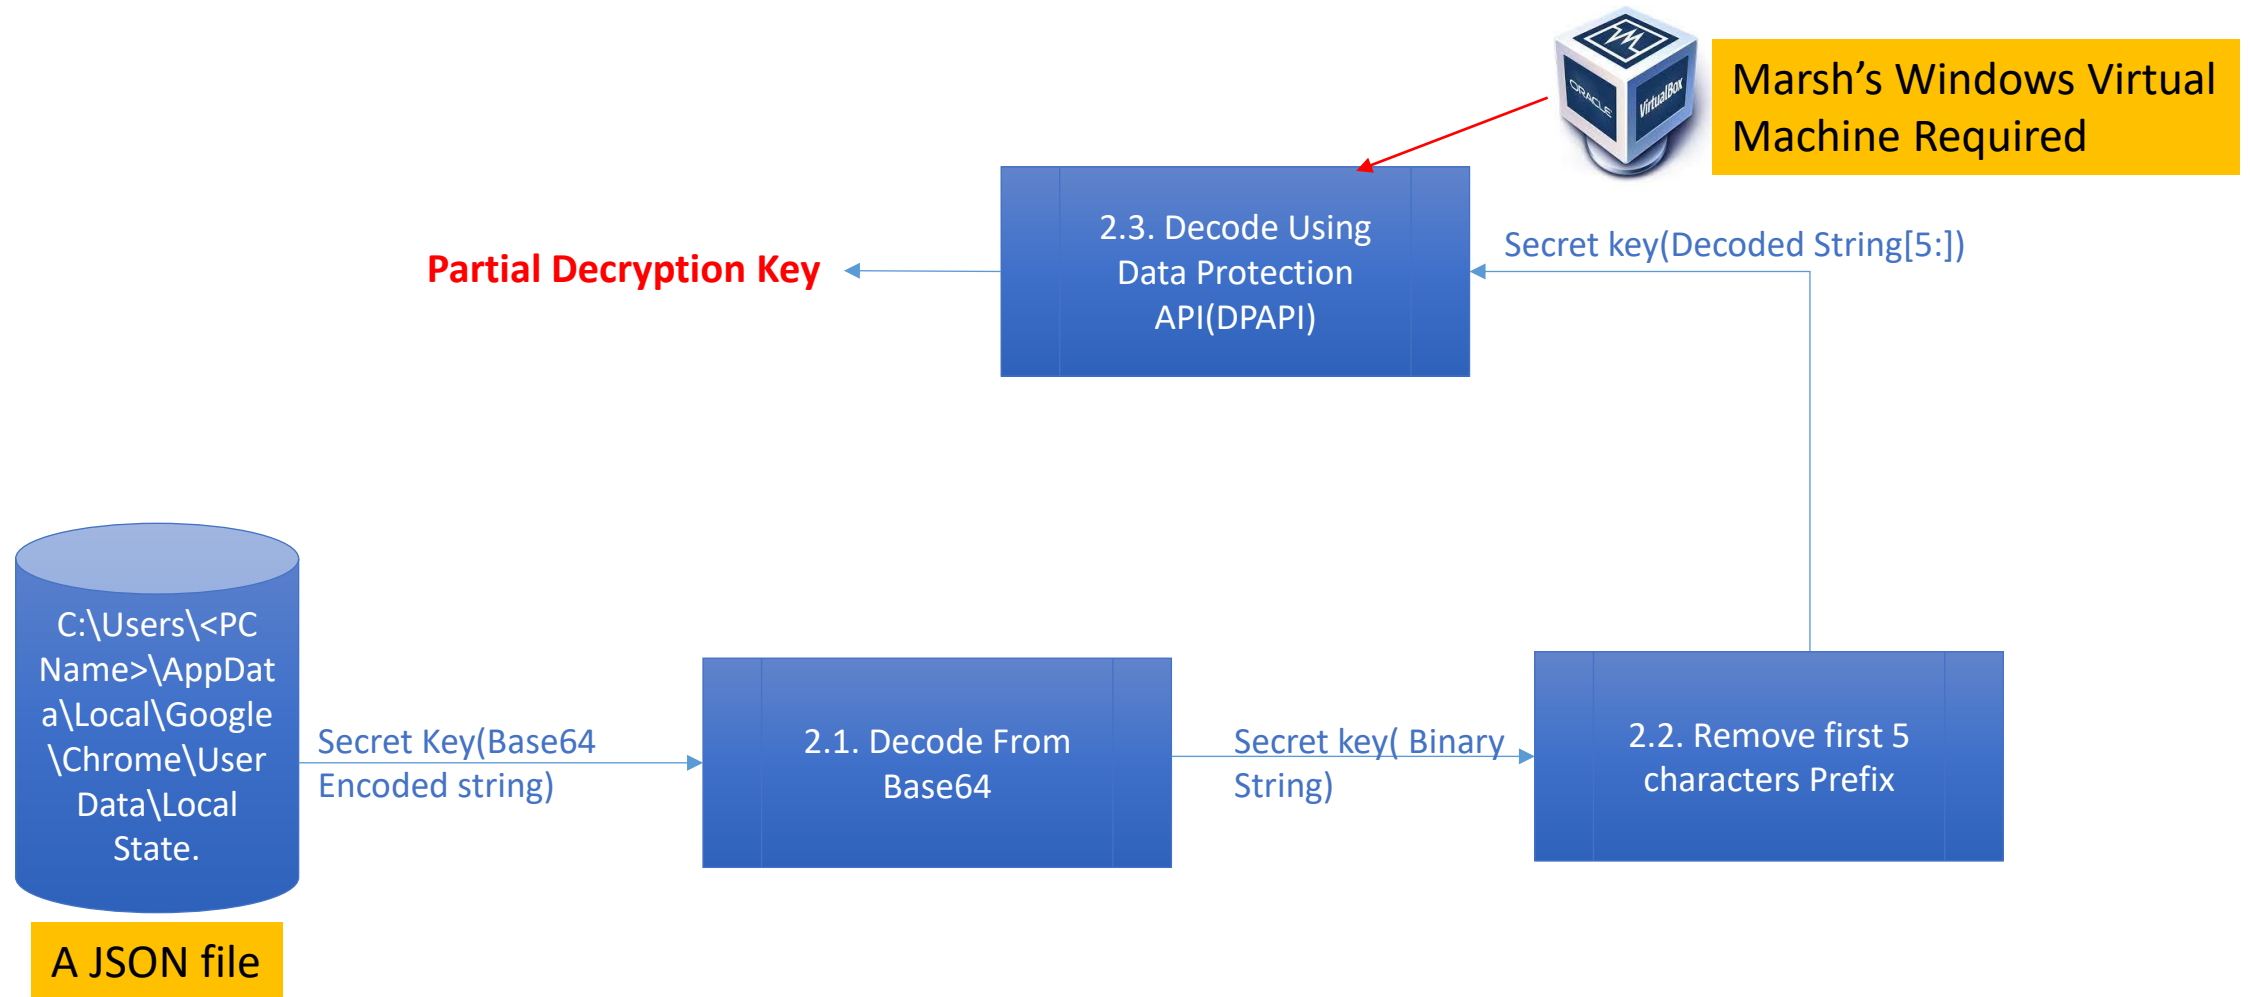 ORACLE
VirtualBox
Marsh's Windows Virtual
Machine Required
2.3. Decode Using
Data Protection
API(DPAPI)
Secret key(Decoded String[5:])
Partial Decryption Key
C:\Users\<PC
Name>\AppDat
a\Local\Google
\Chrome\User
Data\Local
State.
Secret Key(Base64
Encoded string)
2.1. Decode From
Base64
Secret key( Binary
String)
2.2. Remove first 5
characters Prefix
A JSON file